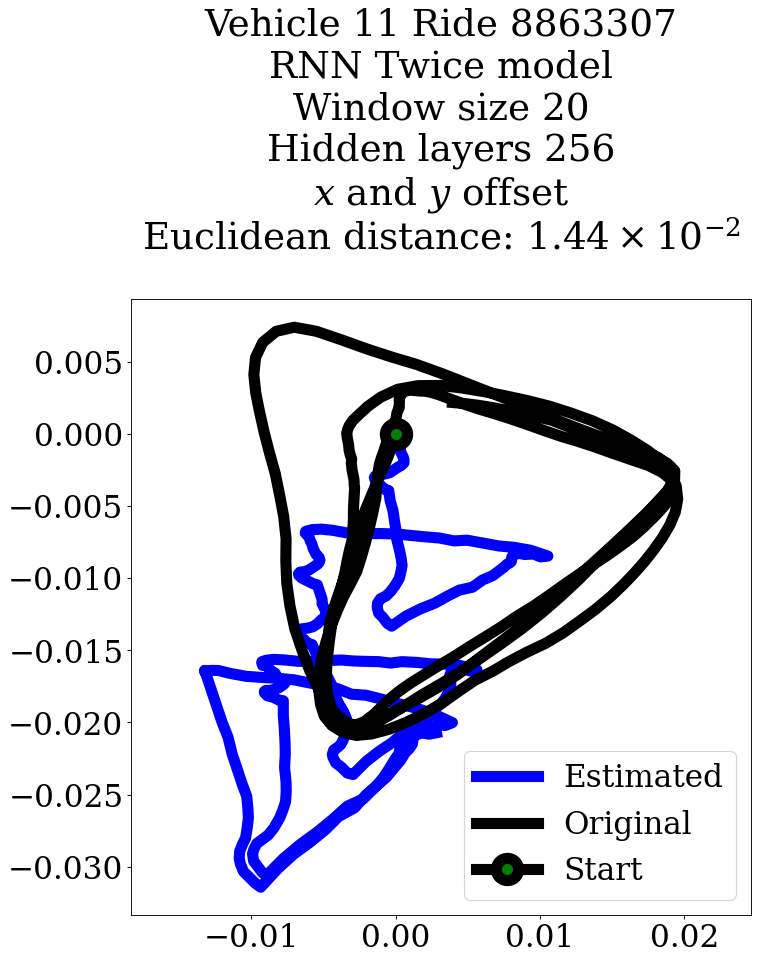 Vehicle 11 Ride 8863307
RNN Twice model
Window size 20
Hidden layers 256
x and y offset
Euclidean distance: 1.44 × 10⁻²
0.005
0.000
−0.005
−0.010
−0.015
−0.020
−0.025
−0.030
Estimated
Original
Start
−0.01 0.00 0.01 0.02